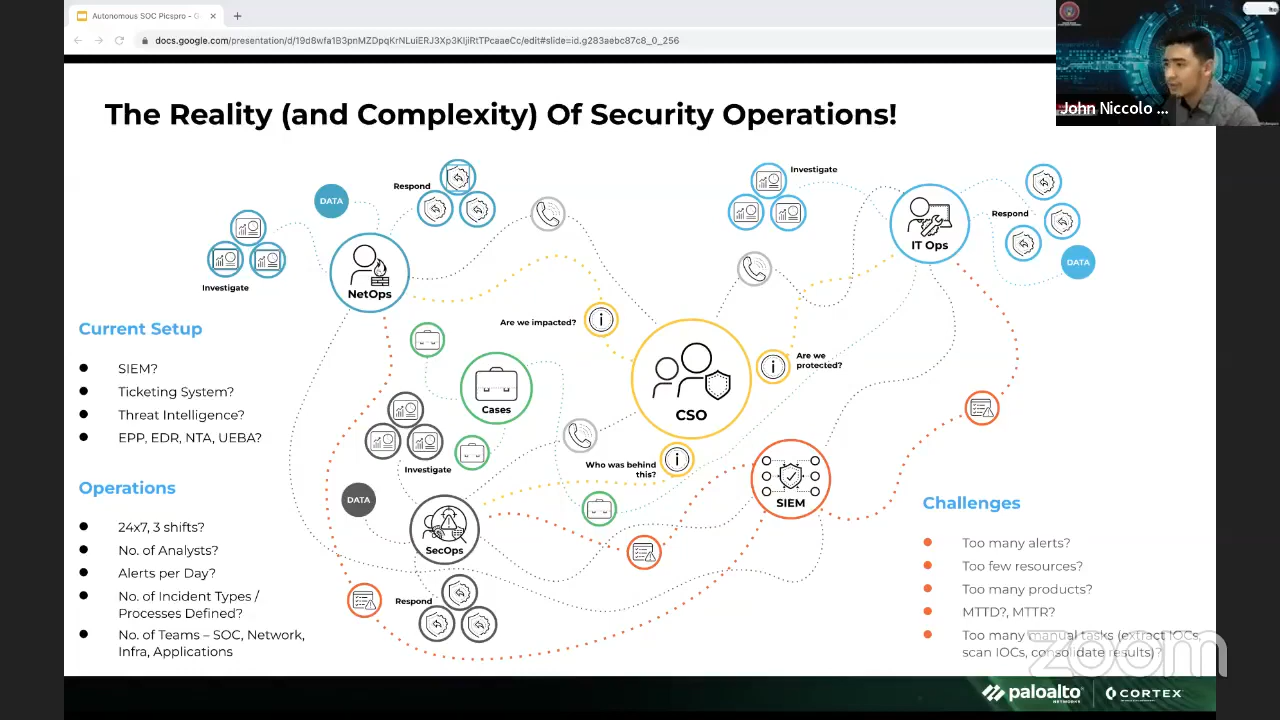 Autonomous SOC Picspro - G
docs.google.com/presentation/d/19d8wfa1B3pnMZDpqKrNLuiERJ3Xp3KljiRtTPcaaeCc/edit#slide=id.g283aebc87c8_0_256
John Niccolo ...
The Reality (and Complexity) Of Security Operations!
Respond
DATA
Investigate
NetOps
Investigate
IT Ops
Respond
DATA
Are we impacted?
Are we
protected?
CSO
Cases
Investigate
Who was behind
this?
DATA
SecOps
SIEM
Respond
Current Setup
SIEM?
Ticketing System?
Threat Intelligence?
EPP, EDR, NTA, UEBA?
Operations
24x7, 3 shifts?
No. of Analysts?
Alerts per Day?
No. of Incident Types /
Processes Defined?
No. of Teams – SOC, Network,
Infra, Applications
Challenges
Too many alerts?
Too few resources?
Too many products?
MTTD?, MTTR?
Too many manual tasks (extract IOCs,
scan IOCs, consolidate results)?
zoom
paloalto
NETWORKS
CORTEX